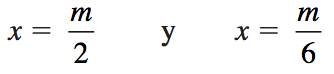 x = m/2 y x = m/6